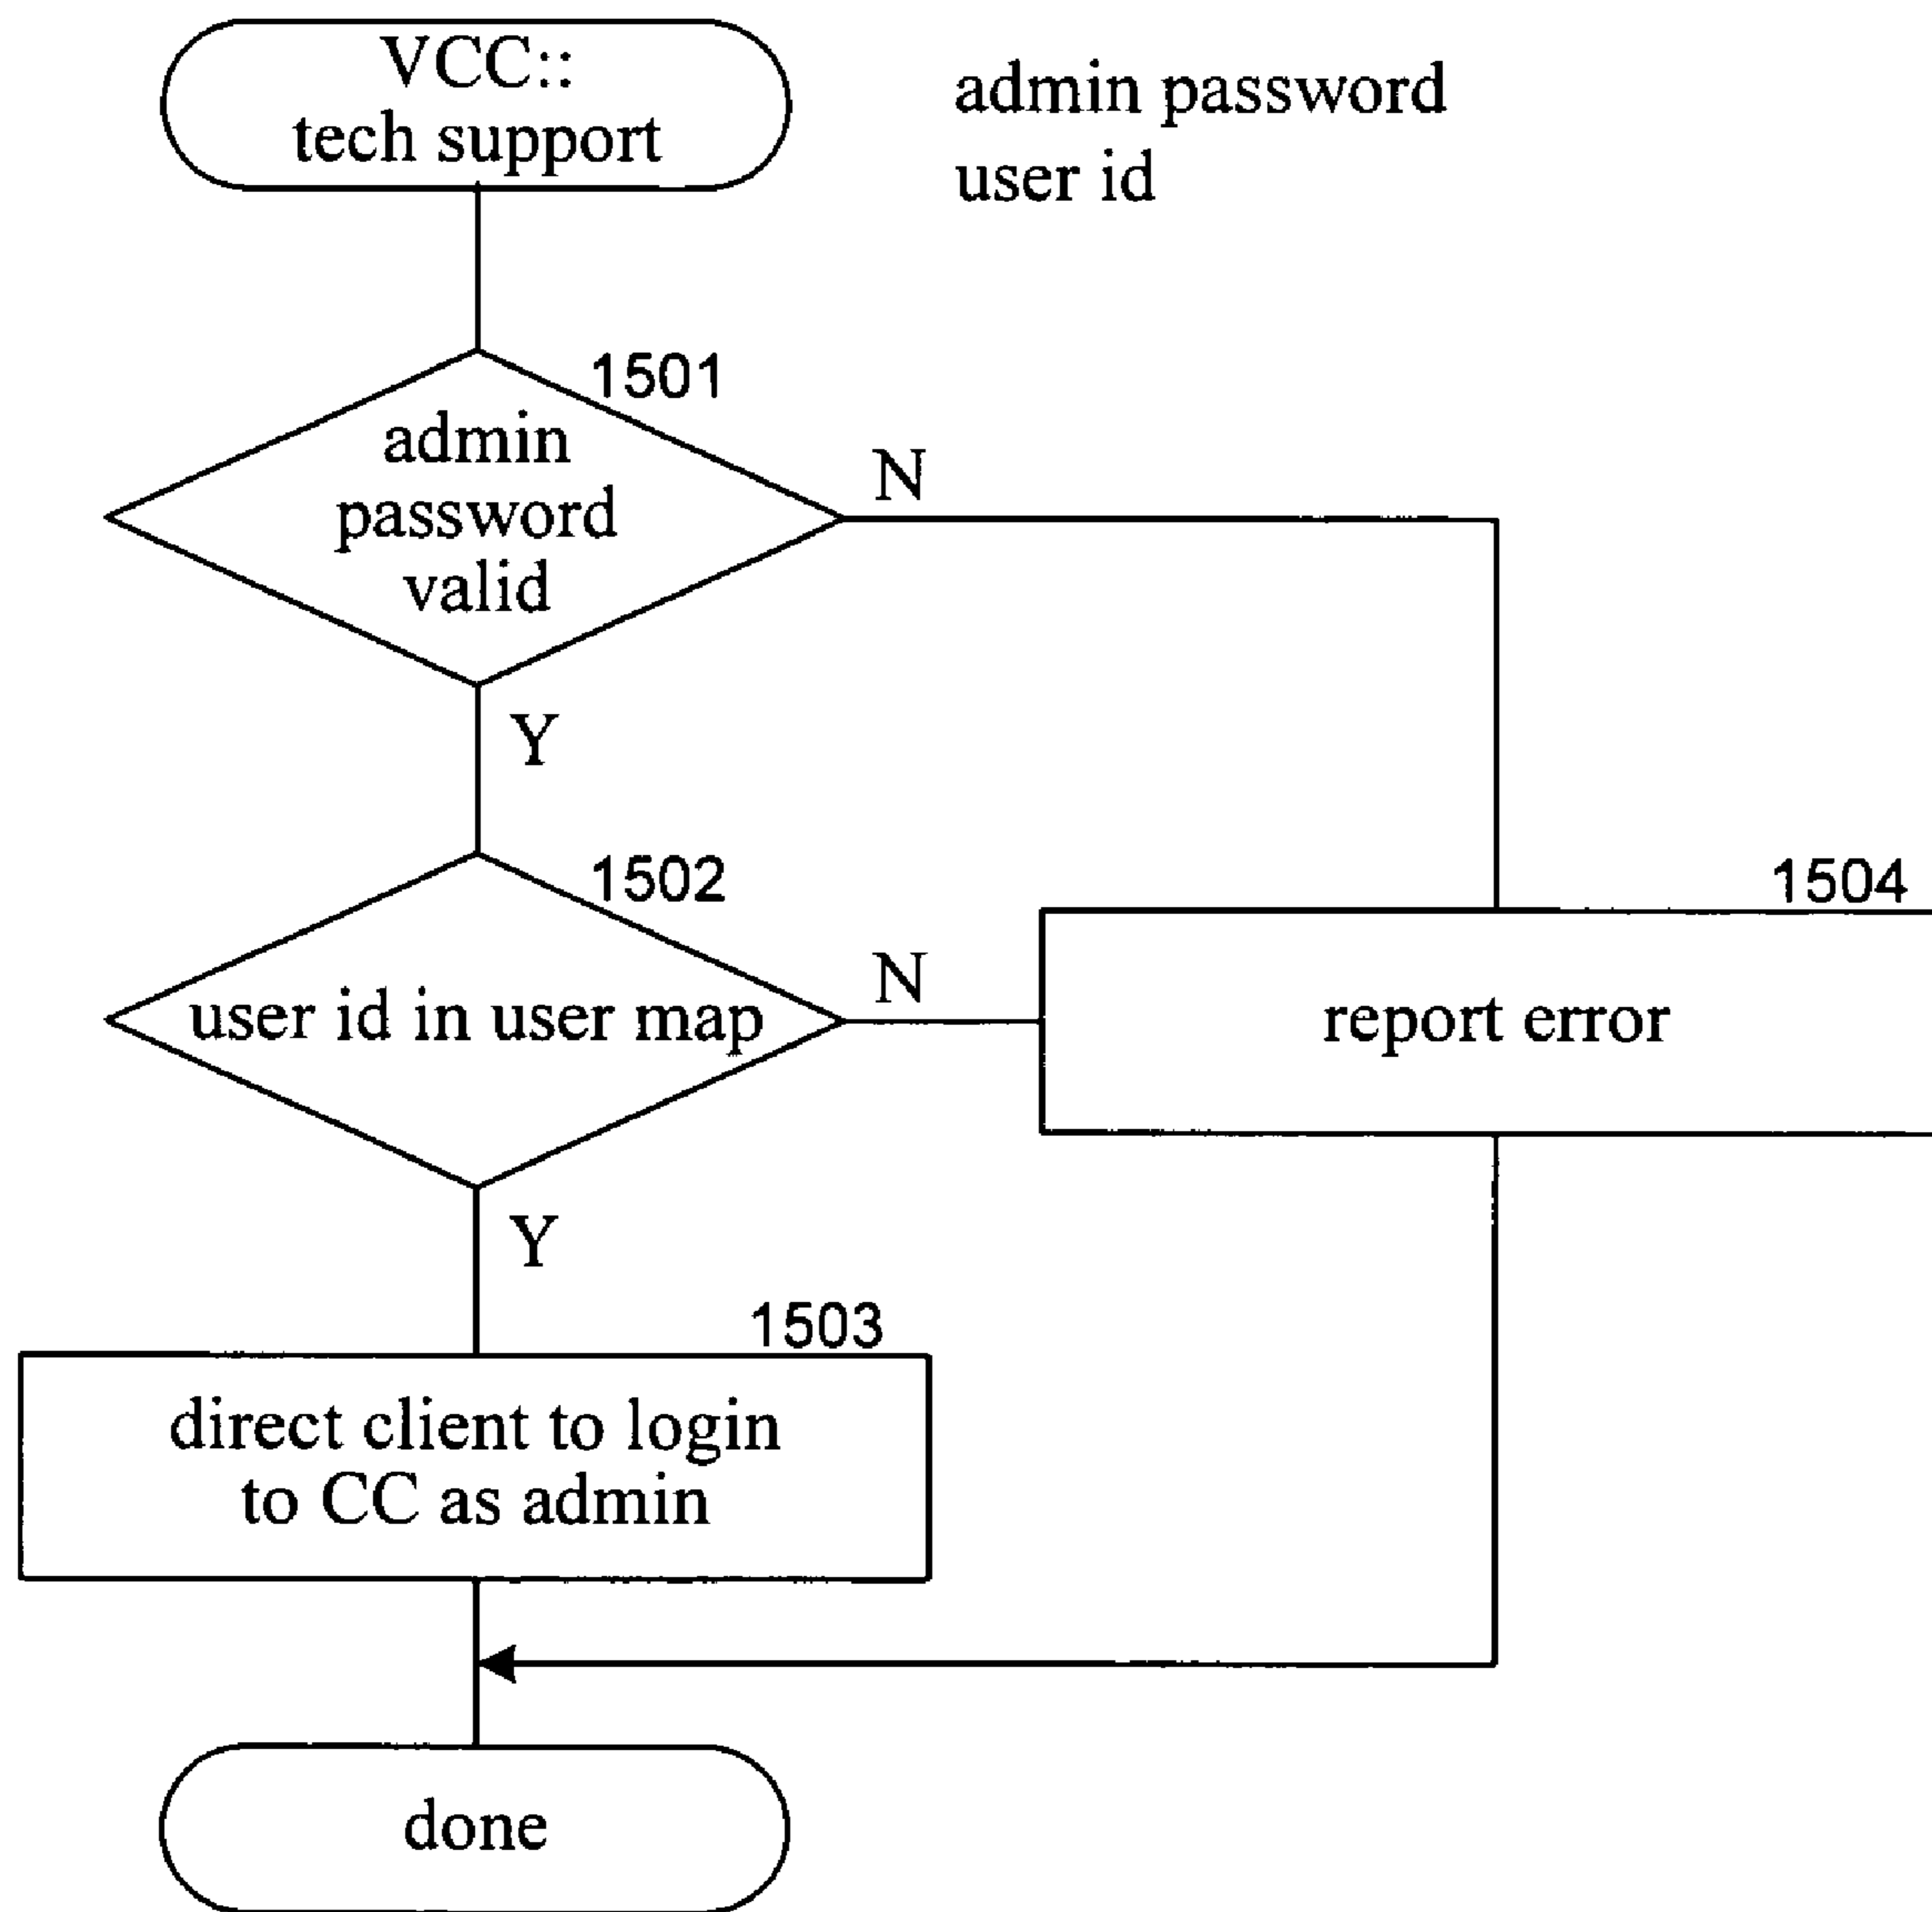 VCC::
tech support
admin password
user id
1501
admin
password
valid
N
Y
1502
user id in user map
N
1504
report error
Y
1503
direct client to login
to CC as admin
done